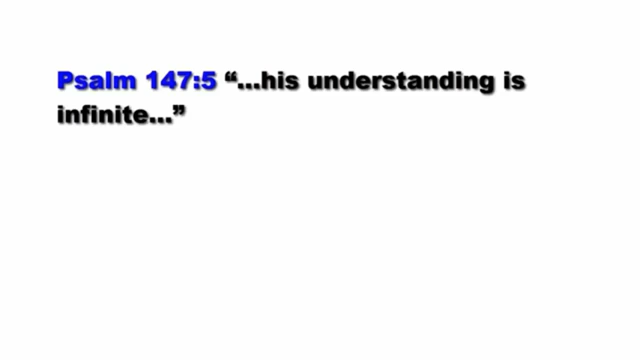 Psalm 147:5 “...his understanding is
infinite...”